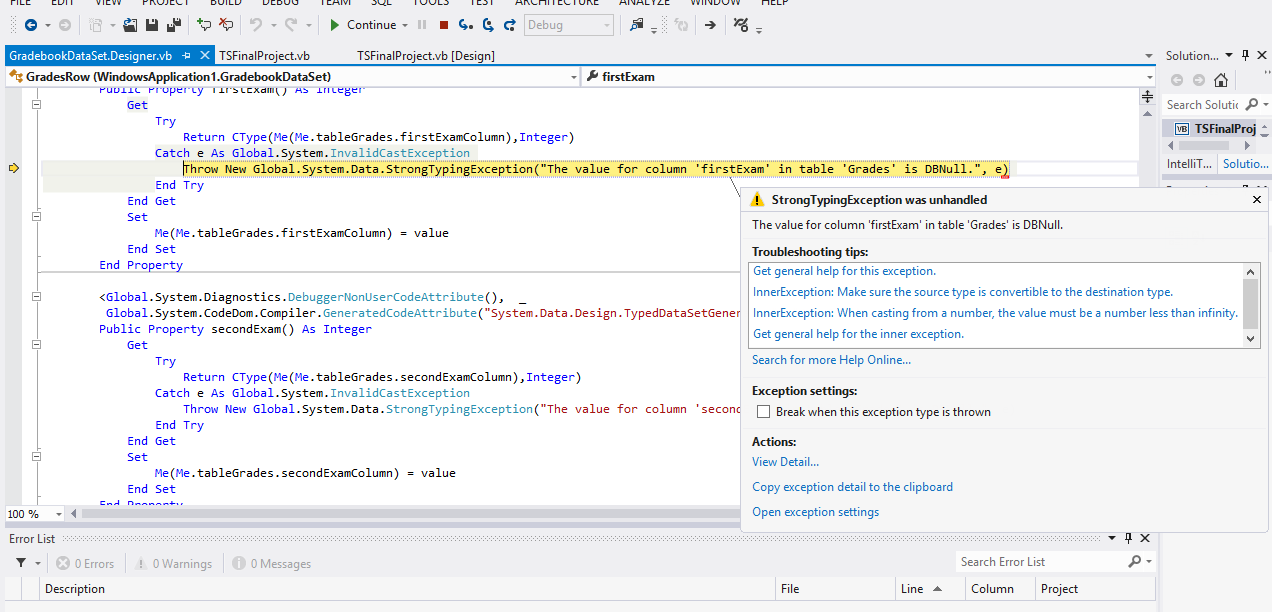 FILE EDIT VIEW PROJECT BUILD DEBUG TEAM SQL TOOLS TEST ARCHITECTURE ANALYZE WINDOW HELP
Continue Debug
GradebookDataSet.Designer.vb TSFinalProject.vb TSFinalProject.vb [Design]
GradesRow (WindowsApplication1.GradebookDataSet) firstExam
Public Property firstExam() As Integer
Get
Try
Return CType(Me(Me.tableGrades.firstExamColumn),Integer)
Catch e As Global.System.InvalidCastException
Throw New Global.System.Data.StrongTypingException("The value for column 'firstExam' in table 'Grades' is DBNull.", e)
End Try
End Get
Set
Me(Me.tableGrades.firstExamColumn) = value
End Set
End Property
<Global.System.Diagnostics.DebuggerNonUserCodeAttribute(), _
Global.System.CodeDom.Compiler.GeneratedCodeAttribute("System.Data.Design.TypedDataSetGener
Public Property secondExam() As Integer
Get
Try
Return CType(Me(Me.tableGrades.secondExamColumn),Integer)
Catch e As Global.System.InvalidCastException
Throw New Global.System.Data.StrongTypingException("The value for column 'secon
End Try
End Get
Set
Me(Me.tableGrades.secondExamColumn) = value
End Set
End Property
100 %
StrongTypingException was unhandled
The value for column 'firstExam' in table 'Grades' is DBNull.
Troubleshooting tips:
Get general help for this exception.
InnerException: Make sure the source type is convertible to the destination type.
InnerException: When casting from a number, the value must be a number less than infinity.
Get general help for the inner exception.
Search for more Help Online...
Exception settings:
Break when this exception type is thrown
Actions:
View Detail...
Copy exception detail to the clipboard
Open exception settings
Solution...
Search Solutic
VB TSFinalProj
IntelliT... Solutio...
Error List
0 Errors 0 Warnings 0 Messages Search Error List
Description File Line Column Project